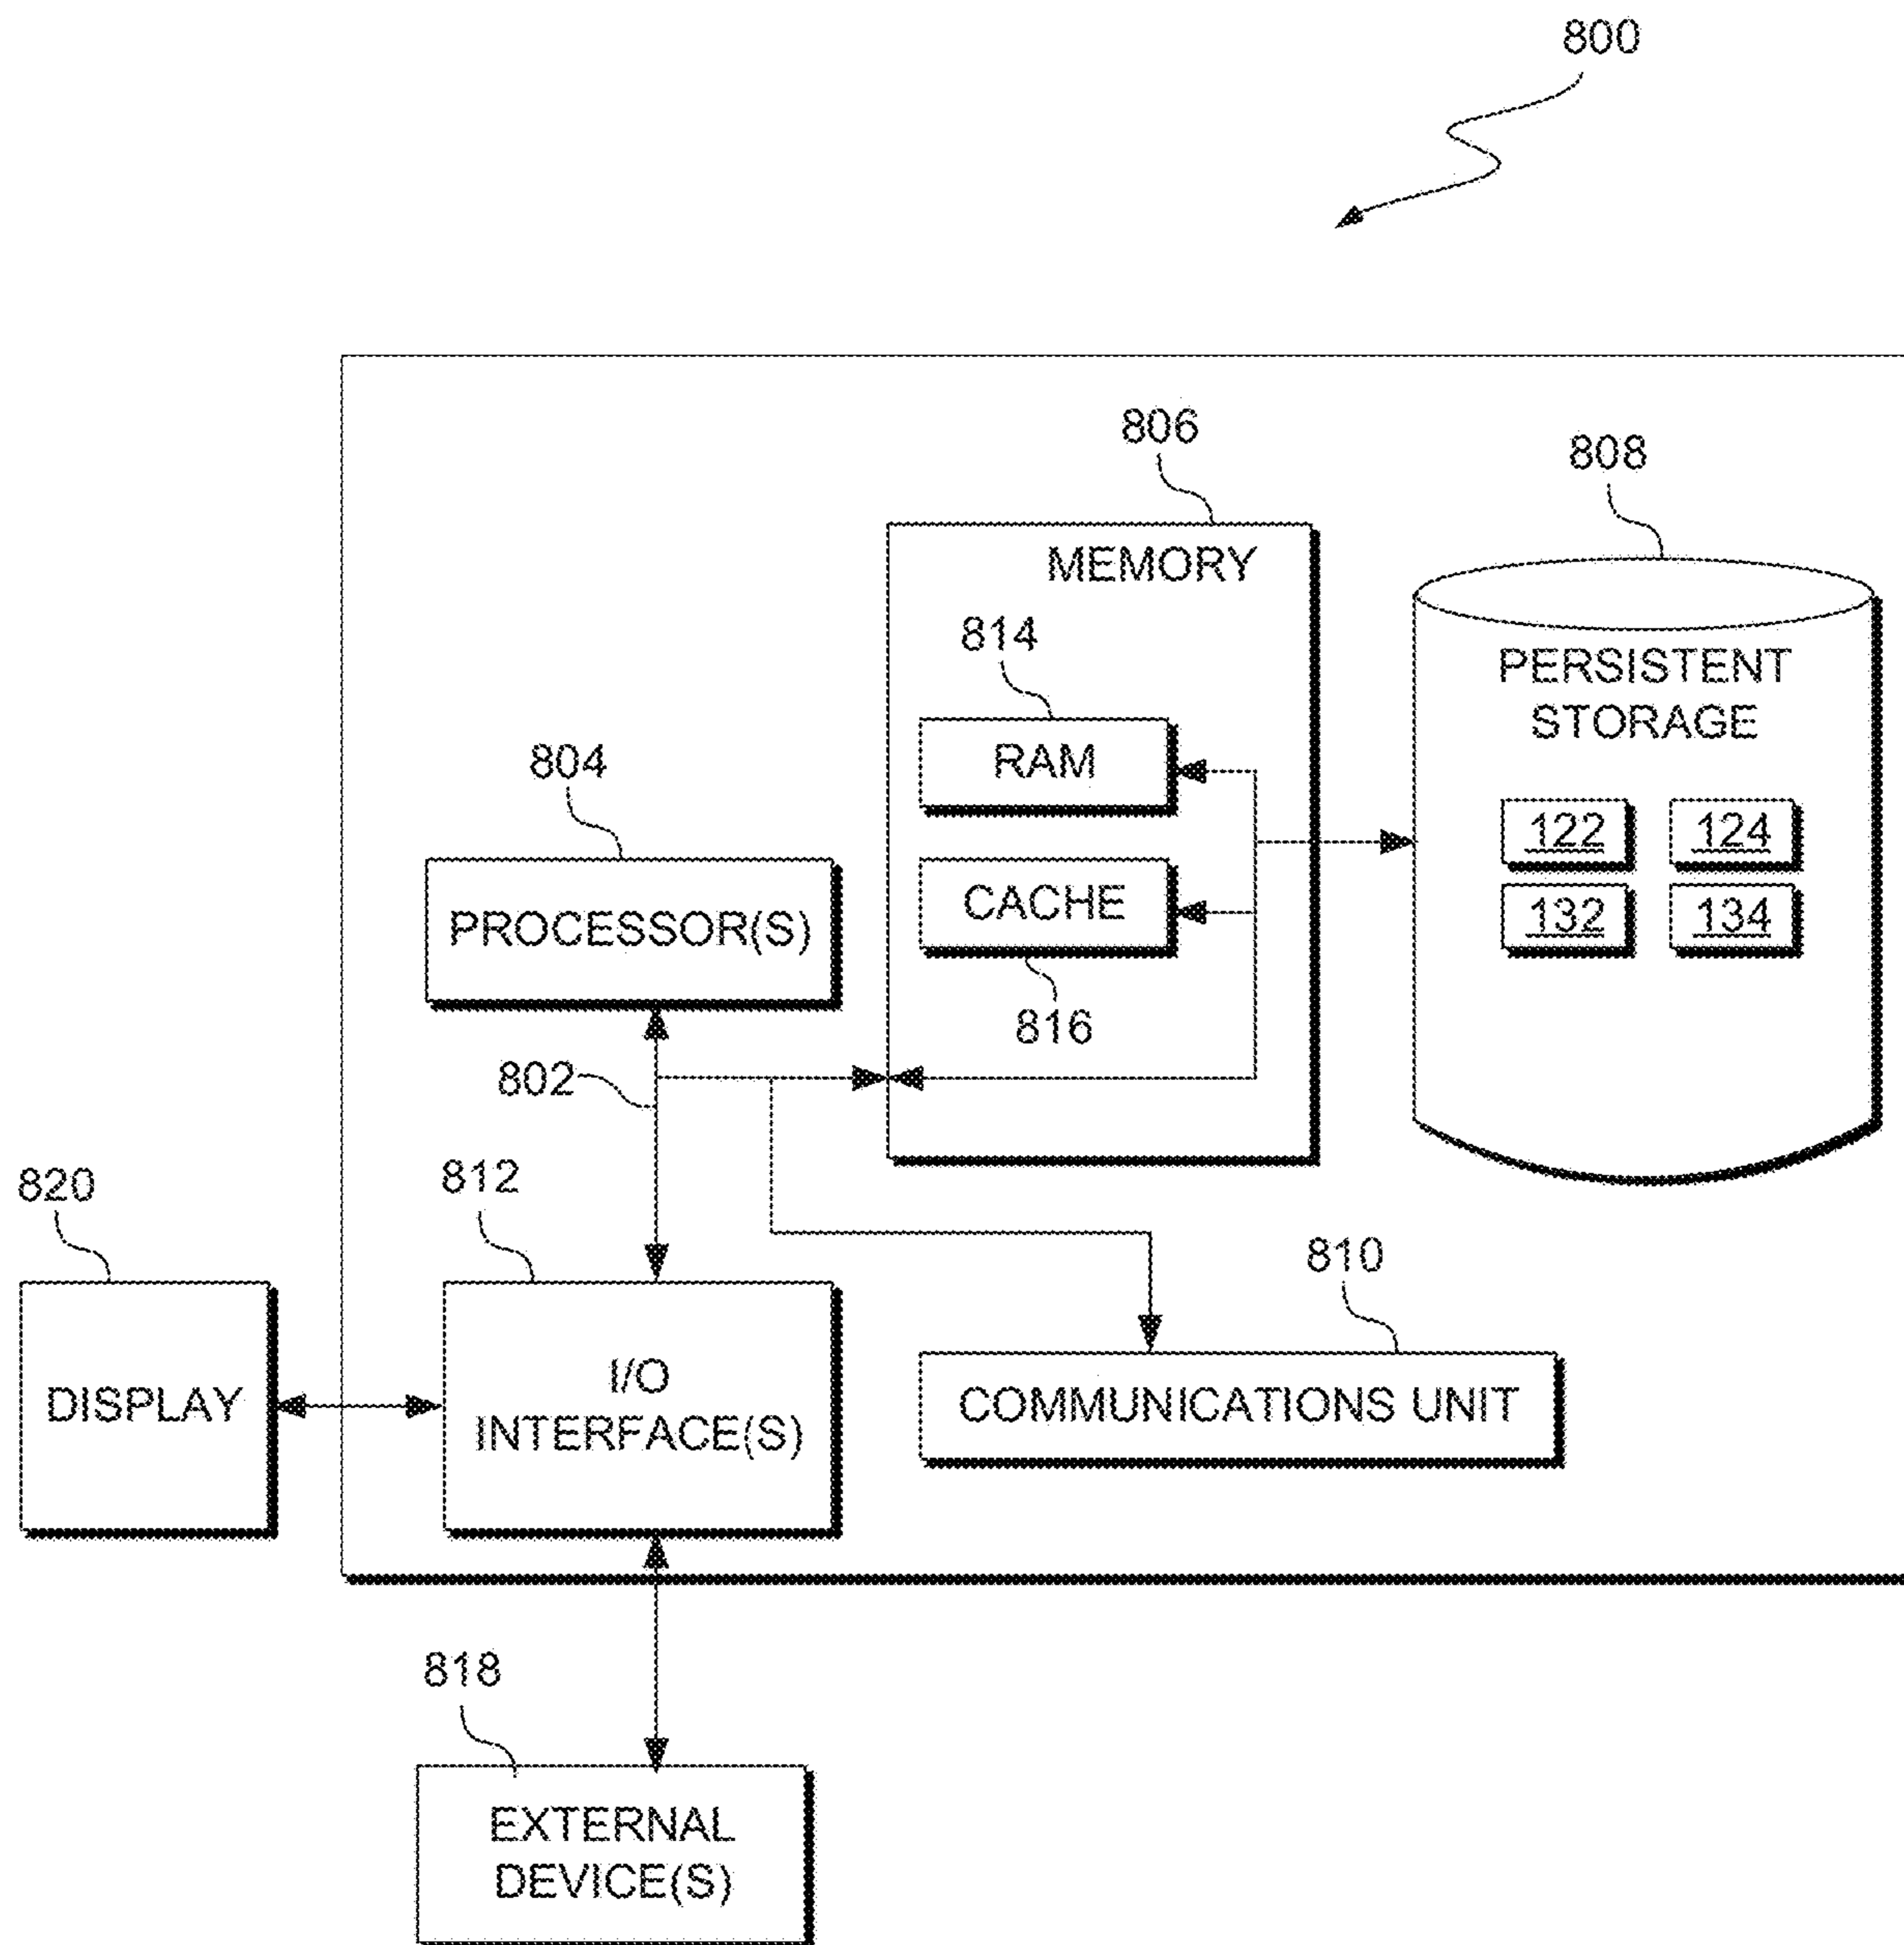 800
806
808
MEMORY
814
PERSISTENT
STORAGE
RAM
804
122 124
CACHE
132 134
PROCESSOR(S)
816
802
820
812
810
I/O
INTERFACE(S)
DISPLAY
COMMUNICATIONS UNIT
818
EXTERNAL
DEVICE(S)